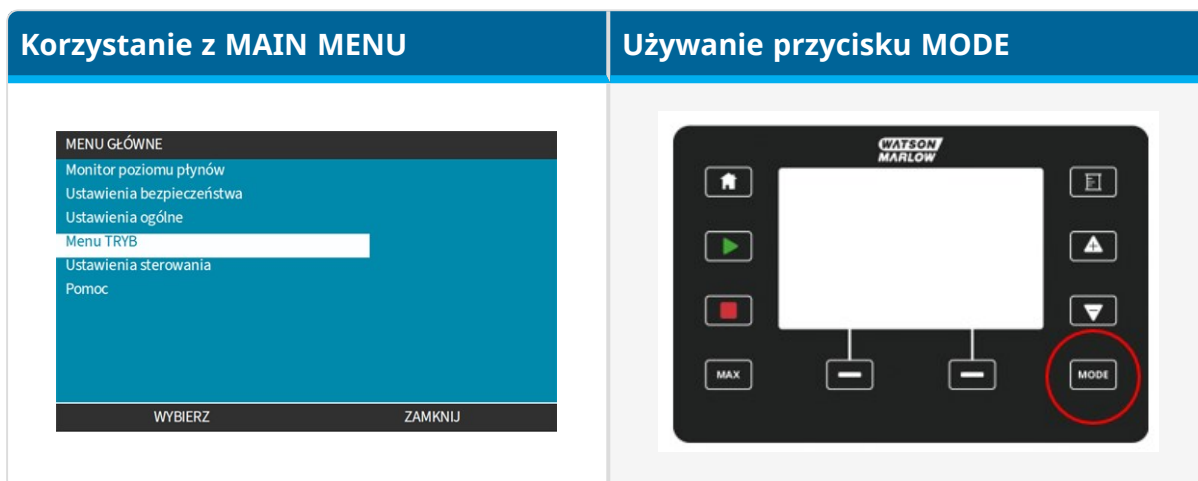 Korzystanie z MAIN MENU
Używanie przycisku MODE
MENU GŁÓWNE
Monitor poziomu płynów
Ustawienia bezpieczeństwa
Ustawienia ogólne
Menu TRYB
Ustawienia sterowania
Pomoc
WYBIERZ
ZAMKNIJ
WATSON
MARLOW
MAX
MODE